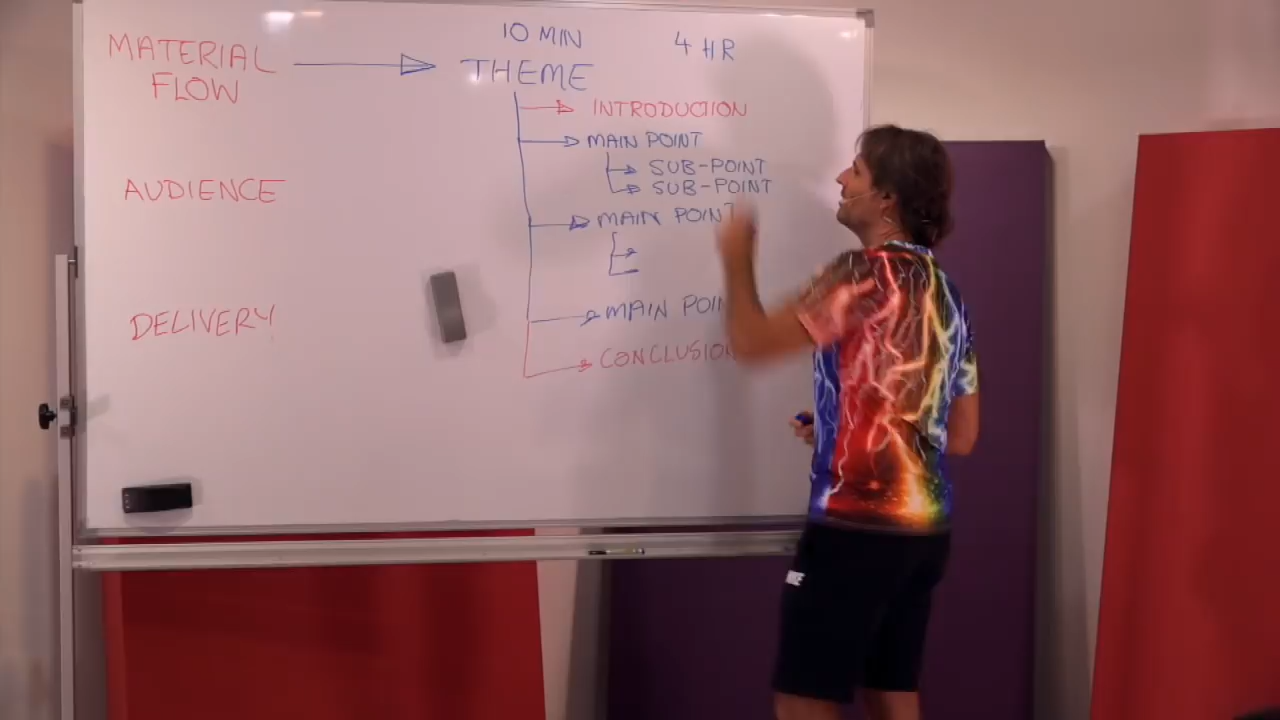 MATERIAL
FLOW
10 MIN
4 HR
THEME
INTRODUCTION
MAIN POINT
SUB-POINT
SUB-POINT
MAIN POINT
MAIN POIN
CONCLUSION
AUDIENCE
DELIVERY